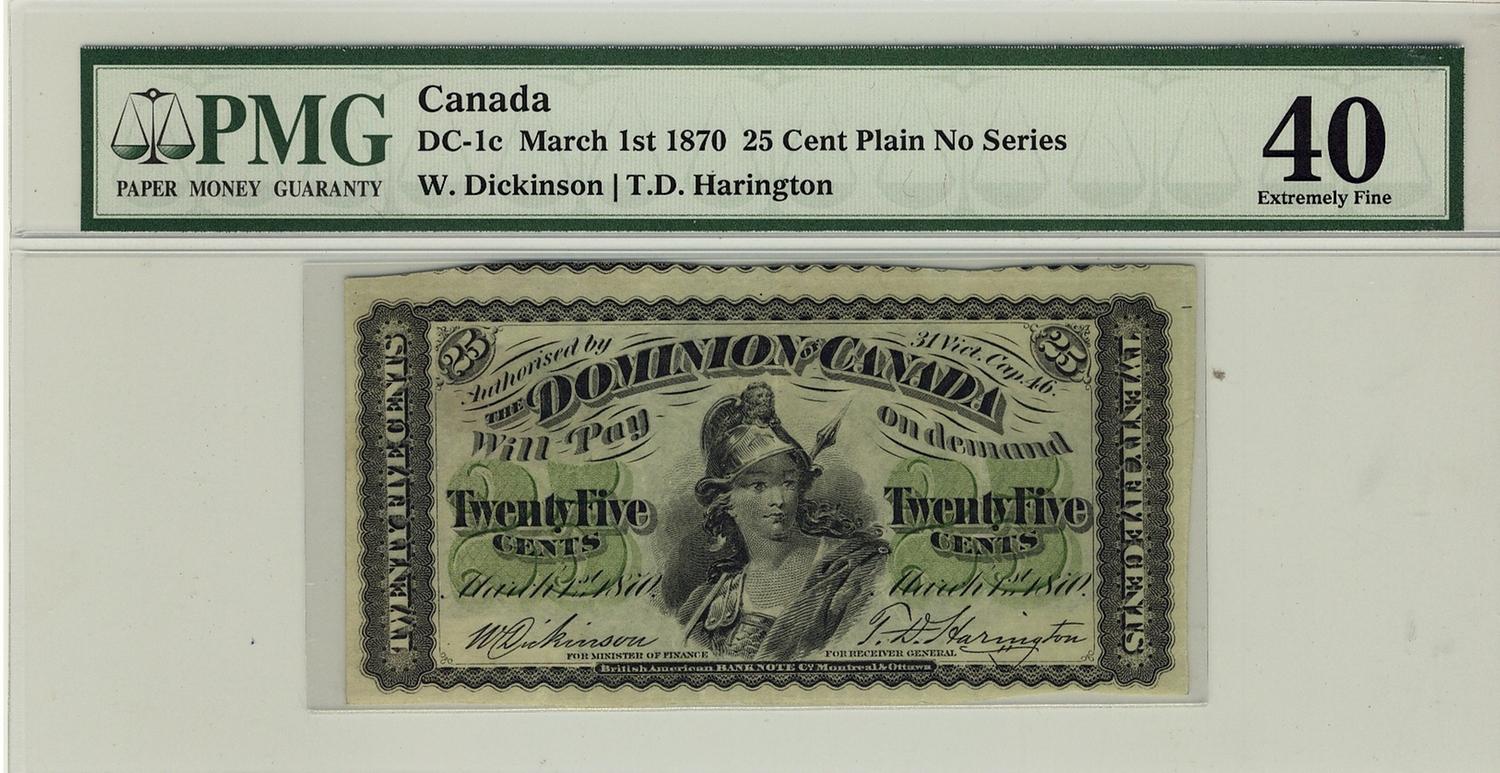 PMG
PAPER MONEY GUARANTY
Canada
DC-1c March 1st 1870 25 Cent Plain No Series
W. Dickinson | T.D. Harington
40
Extremely Fine
25
Authorised by
31 Vict. Cap. 46.
25
THE DOMINION OF CANADA
Will Pay
on demand
TWENTY FIVE CENTS
TWENTY FIVE CENTS
25
25
Twenty Five
CENTS
Twenty Five
CENTS
March 1st 1870.
March 1st 1870.
W Dickinson
T. D. Harington
FOR MINISTER OF FINANCE
FOR RECEIVER GENERAL
British American BANK NOTE Co Montreal & Ottawa